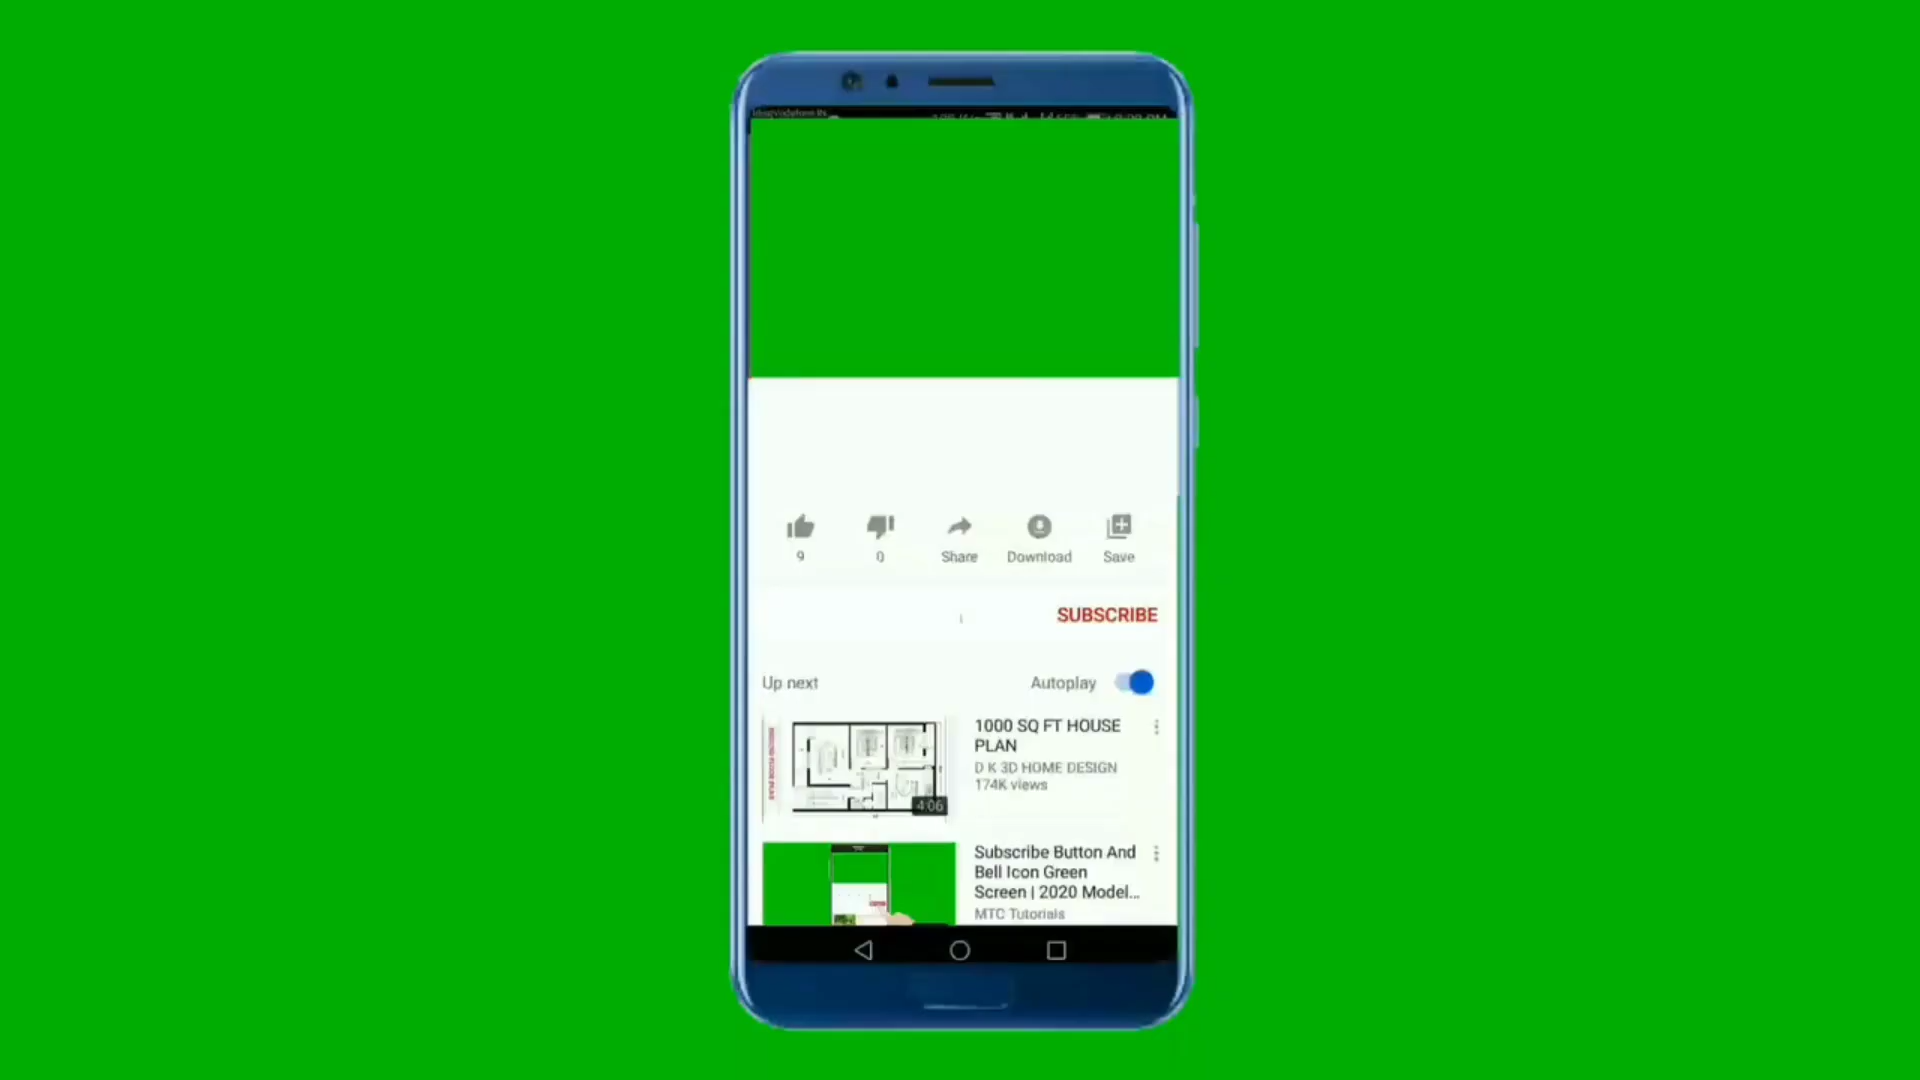 9
0
Share
Download
Save
SUBSCRIBE
Up next
Autoplay
1000 SQ FT HOUSE
PLAN
D K 3D HOME DESIGN
174K views
4:06
Subscribe Button And
Bell Icon Green
Screen | 2020 Model...
MTC Tutorials